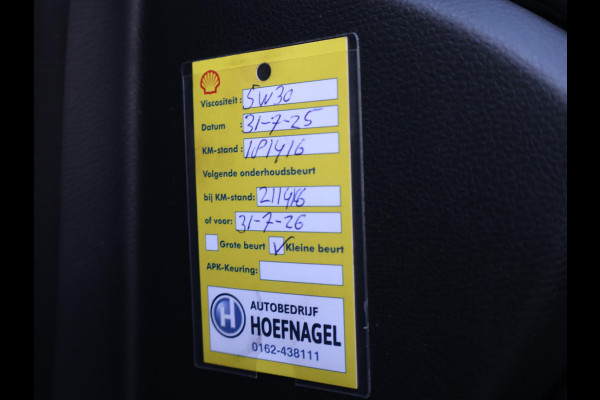 Viscositeit: 5W30
Datum : 31-7-25
KM-stand : 181416
Volgende onderhoudsbeurt
bij KM-stand: 211416
of voor: 31-7-26
Grote beurt Kleine beurt
APK-Keuring:
H AUTOBEDRIJF
HOEFNAGEL
0162-438111